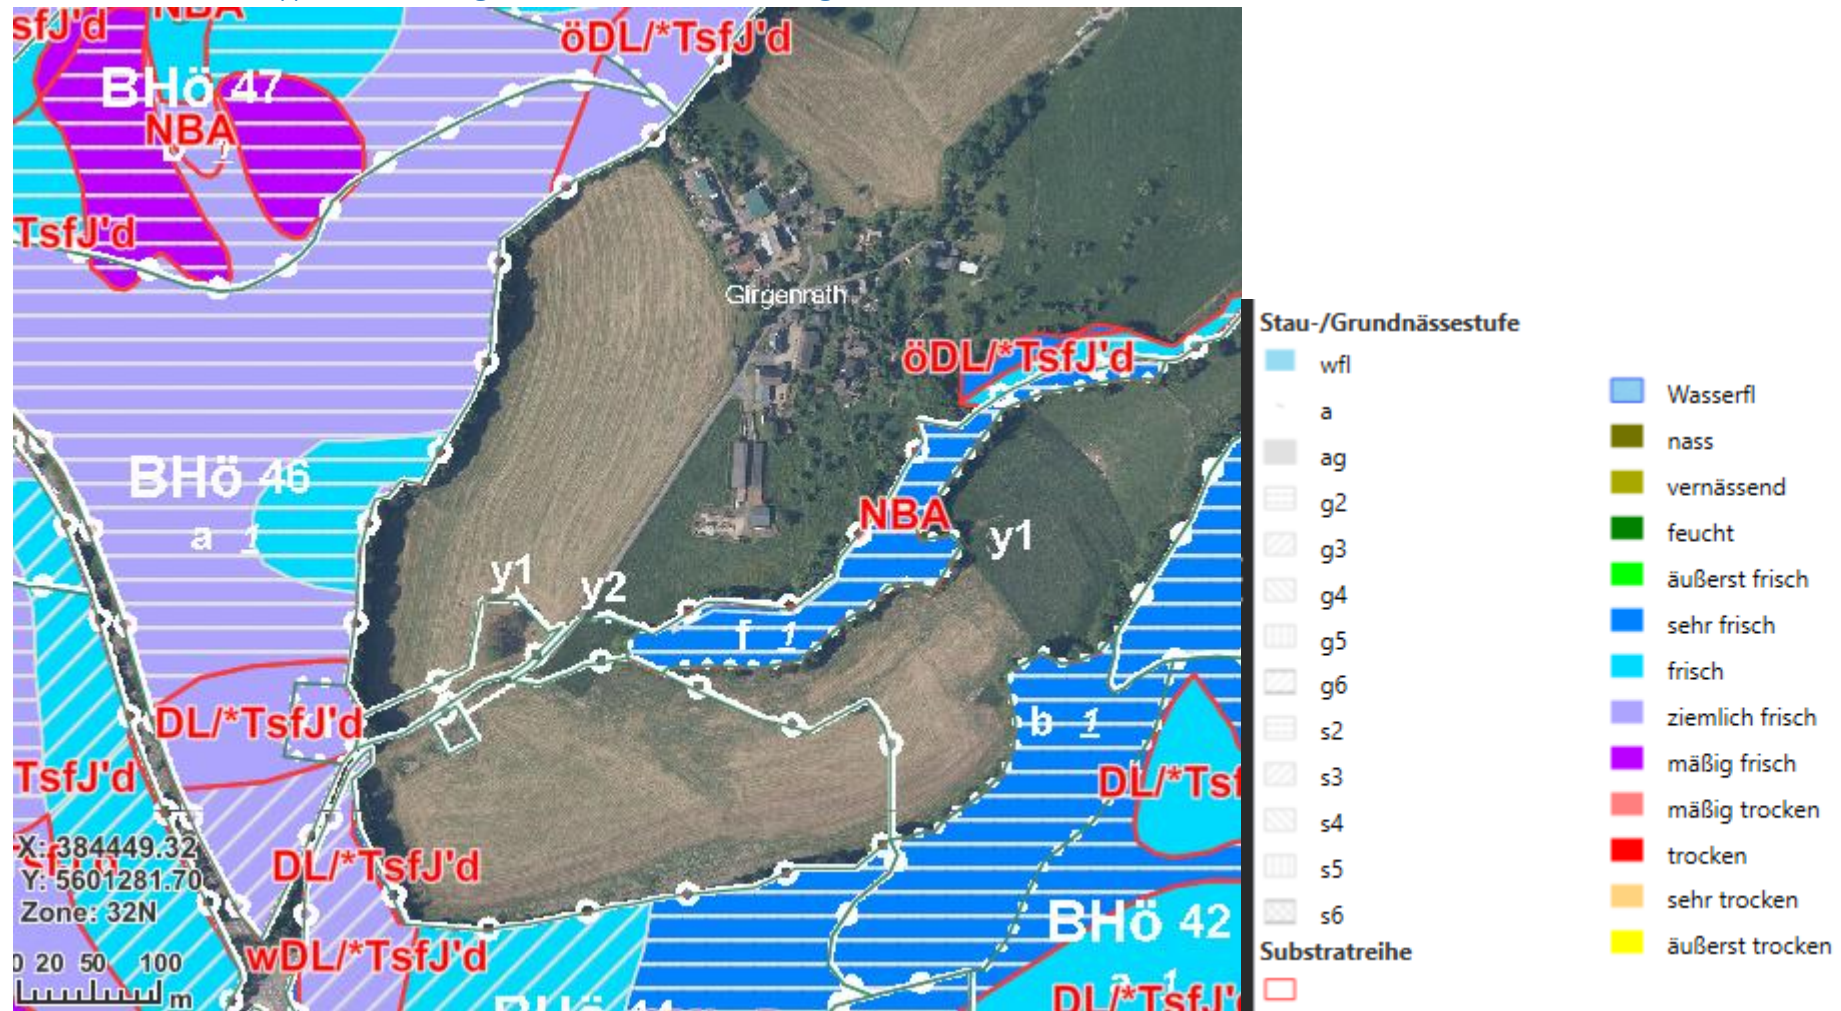 sfJ'd
NBA
öDL/*TsfJ'd
BHö 47
NBA
1
TsfJ'd
Girgenrath
öDL/*TsfJ'd
BHö 46
a 1
NBA
y1
y1
y2
f 1
DL/*TsfJ'd
b 1
TsfJ'd
DL/*Tsf
X: 384449.32
Y: 5601281.70
Zone: 32N
DL/*TsfJ'd
BHö 42
wDL/*TsfJ'd
0 20 50 100
m
DL/*TsfJ'
Stau-/Grundnässestufe
wfl
a
ag
g2
g3
g4
g5
g6
s2
s3
s4
s5
s6
Substratreihe
Wasserfl
nass
vernässend
feucht
äußerst frisch
sehr frisch
frisch
ziemlich frisch
mäßig frisch
mäßig trocken
trocken
sehr trocken
äußerst trocken